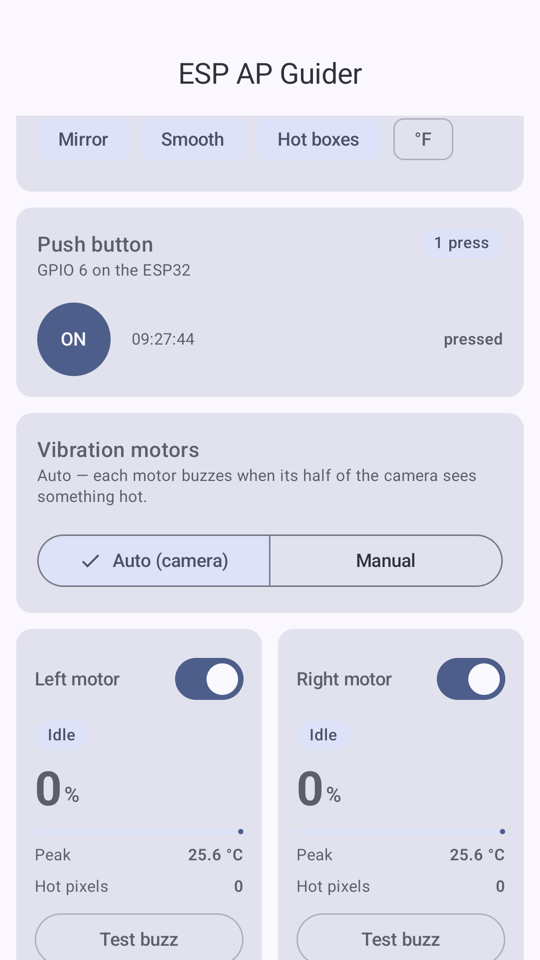 ESP AP Guider
Mirror
Smooth
Hot boxes
°F
Push button
1 press
GPIO 6 on the ESP32
ON
09:27:44
pressed
Vibration motors
Auto — each motor buzzes when its half of the camera sees
something hot.
Auto (camera)
Manual
Left motor
Idle
0 %
Peak 25.6 °C
Hot pixels 0
Test buzz
Right motor
Idle
0 %
Peak 25.6 °C
Hot pixels 0
Test buzz